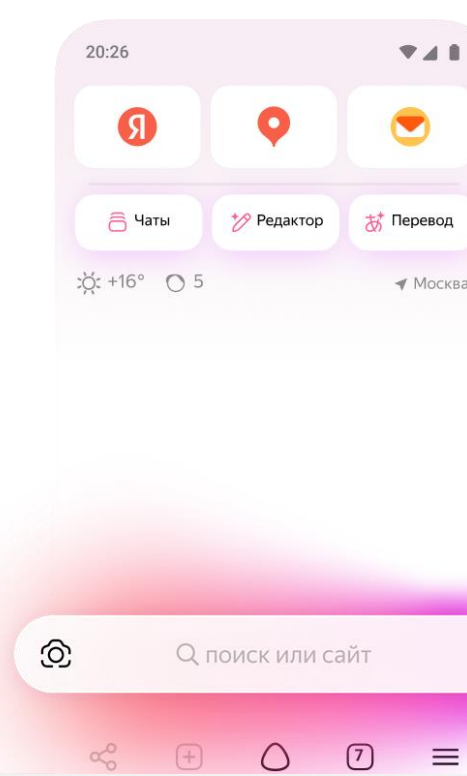 20:26
Я
Чаты
Редактор
Перевод
+16° 5
Москва
поиск или сайт
7